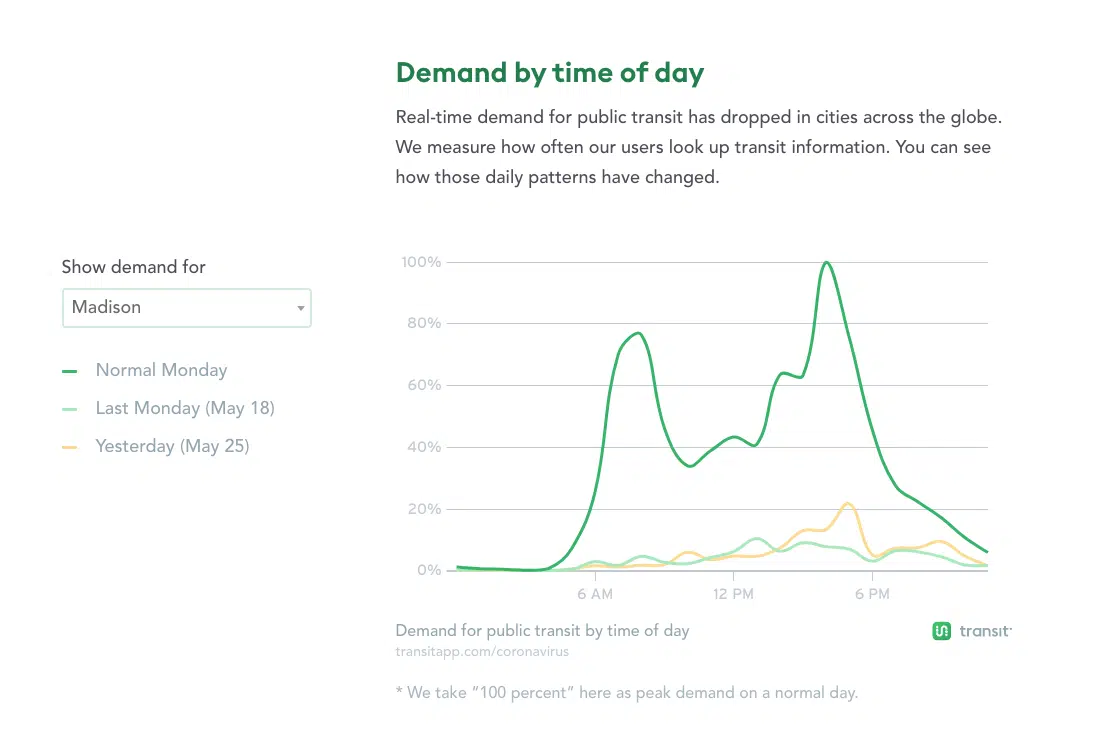 Demand by time of day
Real-time demand for public transit has dropped in cities across the globe.
We measure how often our users look up transit information. You can see
how those daily patterns have changed.
Show demand for
Madison
Normal Monday
Last Monday (May 18)
Yesterday (May 25)
100%
80%
60%
40%
20%
0%
6 AM 12 PM 6 PM
Demand for public transit by time of day
transitapp.com/coronavirus
transit
* We take “100 percent” here as peak demand on a normal day.